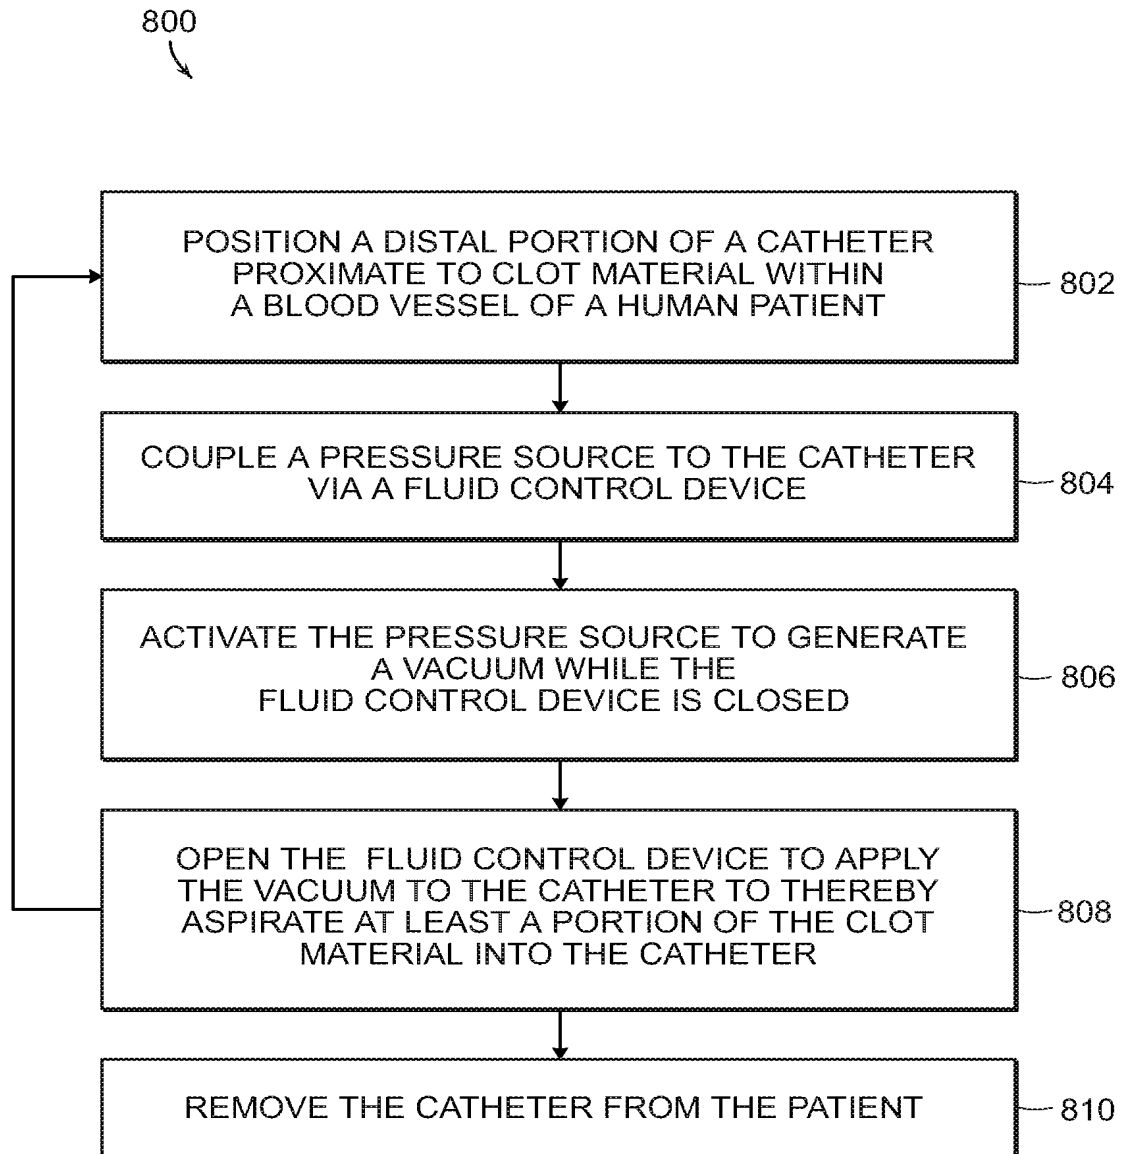 800
POSITION A DISTAL PORTION OF A CATHETER
PROXIMATE TO CLOT MATERIAL WITHIN
A BLOOD VESSEL OF A HUMAN PATIENT
802
COUPLE A PRESSURE SOURCE TO THE CATHETER
VIA A FLUID CONTROL DEVICE
804
ACTIVATE THE PRESSURE SOURCE TO GENERATE
A VACUUM WHILE THE
FLUID CONTROL DEVICE IS CLOSED
806
OPEN THE FLUID CONTROL DEVICE TO APPLY
THE VACUUM TO THE CATHETER TO THEREBY
ASPIRATE AT LEAST A PORTION OF THE CLOT
MATERIAL INTO THE CATHETER
808
REMOVE THE CATHETER FROM THE PATIENT
810